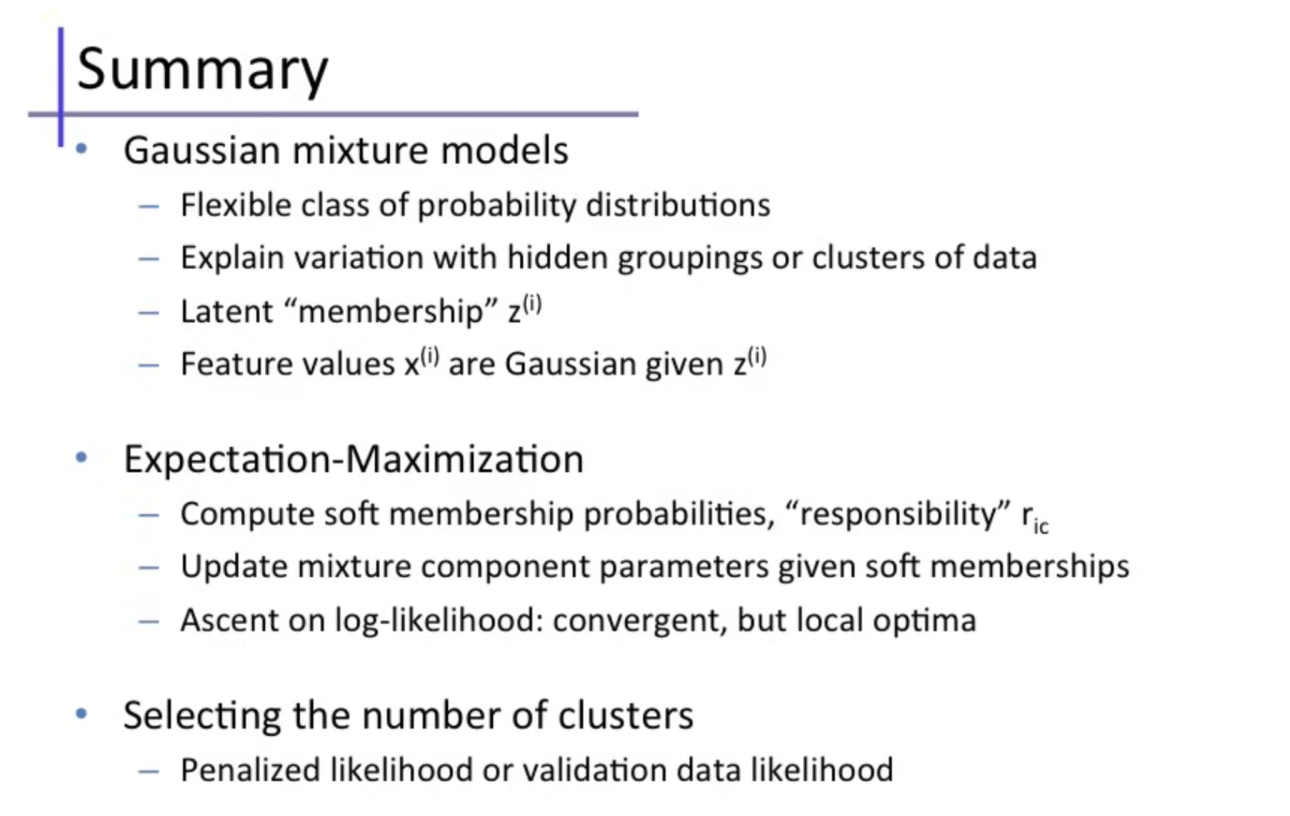 Summary
• Gaussian mixture models
– Flexible class of probability distributions
– Explain variation with hidden groupings or clusters of data
– Latent “membership” z⁽ⁱ⁾
– Feature values x⁽ⁱ⁾ are Gaussian given z⁽ⁱ⁾
• Expectation-Maximization
– Compute soft membership probabilities, “responsibility” r_ic
– Update mixture component parameters given soft memberships
– Ascent on log-likelihood: convergent, but local optima
• Selecting the number of clusters
– Penalized likelihood or validation data likelihood